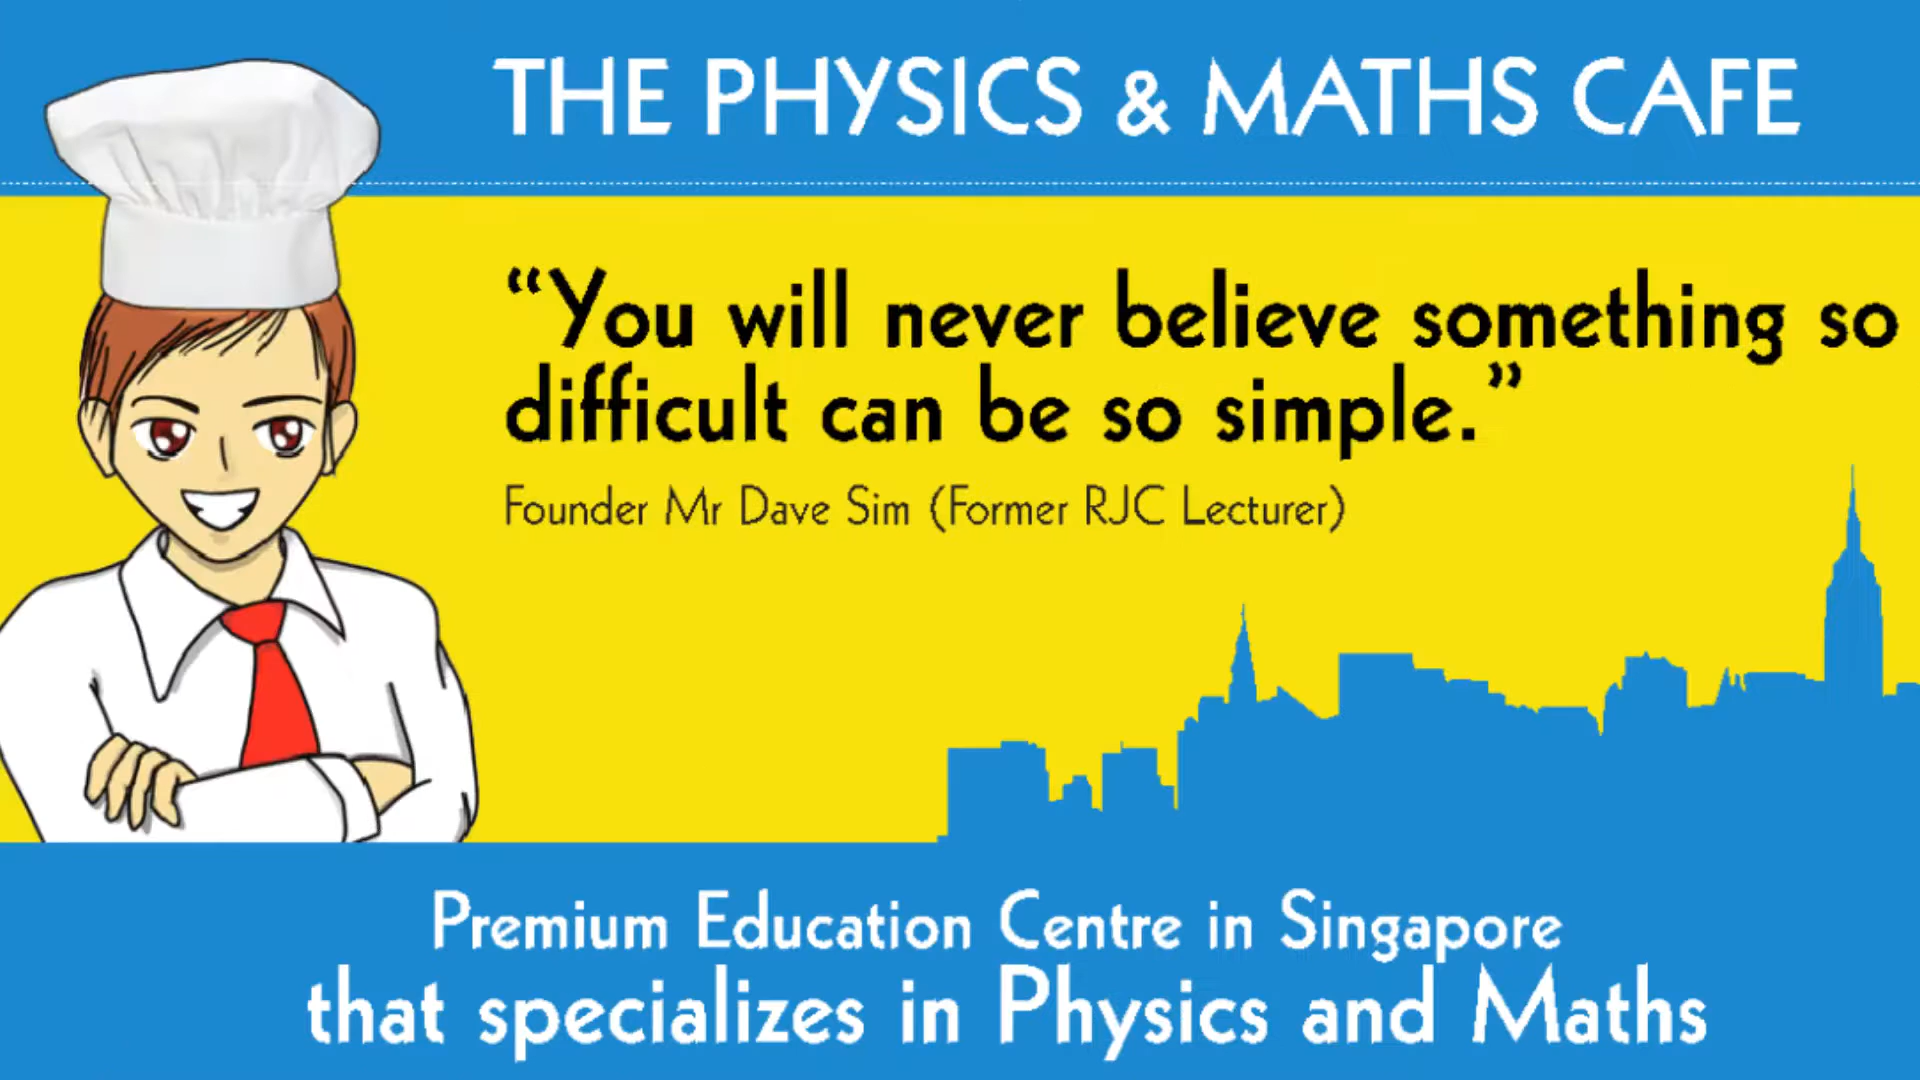 THE PHYSICS & MATHS CAFE
“You will never believe something so
difficult can be so simple.”
Founder Mr Dave Sim (Former RJC Lecturer)
Premium Education Centre in Singapore
that specializes in Physics and Maths